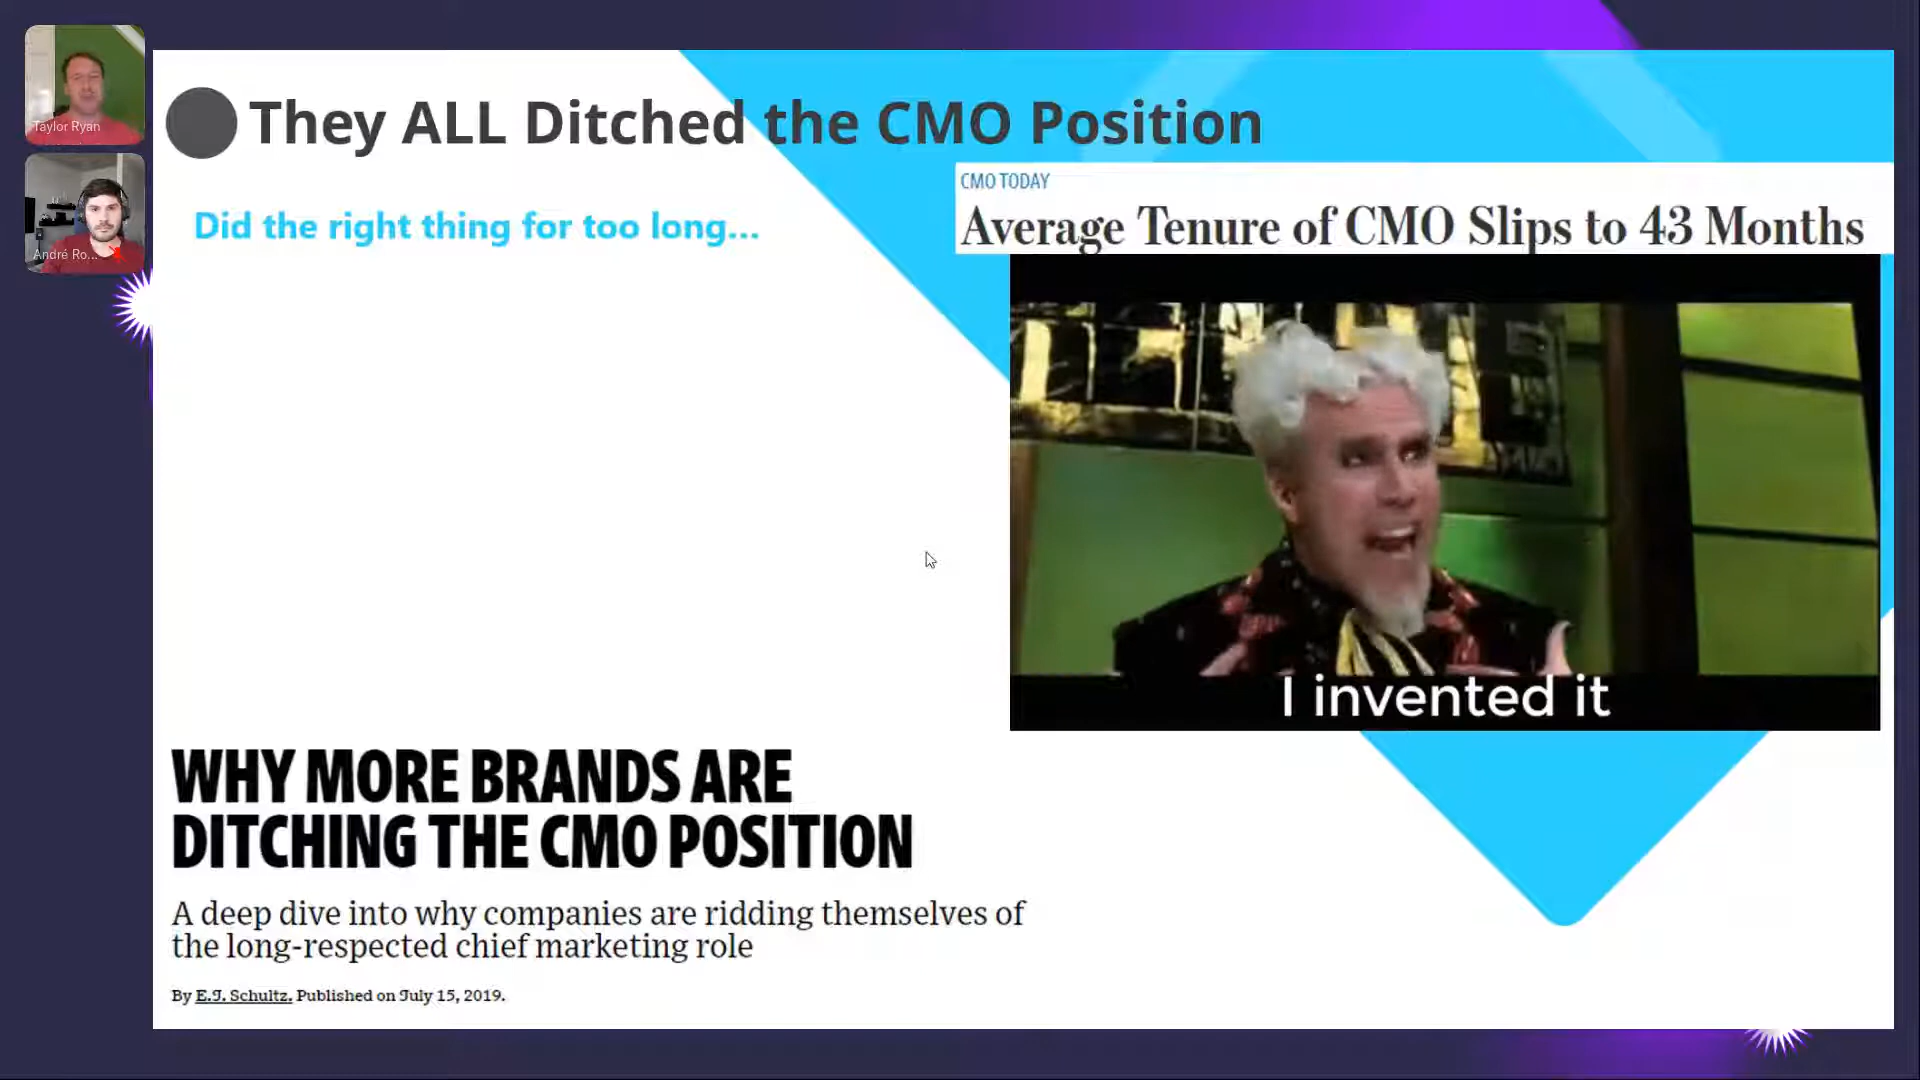 Taylor Ryan
André Ro...
They ALL Ditched the CMO Position
Did the right thing for too long...
CMO TODAY
Average Tenure of CMO Slips to 43 Months
I invented it
WHY MORE BRANDS ARE
DITCHING THE CMO POSITION
A deep dive into why companies are ridding themselves of
the long-respected chief marketing role
By E.J. Schultz. Published on July 15, 2019.